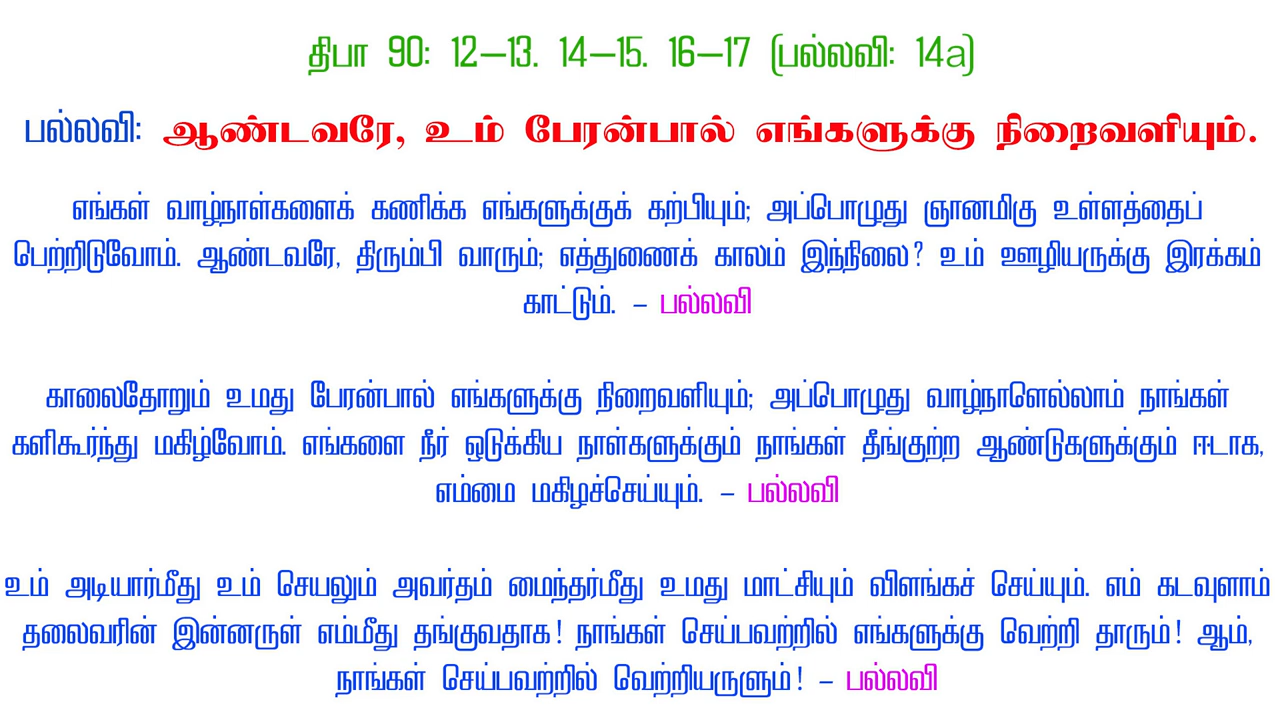 திபா 90: 12–13. 14–15. 16–17 (பல்லவி: 14a)
பல்லவி: ஆண்டவரே, உம் பேரன்பால் எங்களுக்கு நிறைவளியும்.
எங்கள் வாழ்நாள்களைக் கணிக்க எங்களுக்குக் கற்பியும்; அப்பொழுது ஞானமிகு உள்ளத்தைப்
பெற்றிடுவோம். ஆண்டவரே, திரும்பி வாரும்; எத்துணைக் காலம் இந்நிலை? உம் ஊழியருக்கு இரக்கம்
காட்டும். – பல்லவி
காலைதோறும் உமது பேரன்பால் எங்களுக்கு நிறைவளியும்; அப்பொழுது வாழ்நாளெல்லாம் நாங்கள்
களிகூர்ந்து மகிழ்வோம். எங்களை நீர் ஒடுக்கிய நாள்களுக்கும் நாங்கள் தீங்குற்ற ஆண்டுகளுக்கும் ஈடாக,
எம்மை மகிழச்செய்யும். – பல்லவி
உம் அடியார்மீது உம் செயலும் அவர்தம் மைந்தர்மீது உமது மாட்சியும் விளங்கச் செய்யும். எம் கடவுளாம்
தலைவரின் இன்னருள் எம்மீது தங்குவதாக! நாங்கள் செய்பவற்றில் எங்களுக்கு வெற்றி தாரும்! ஆம்,
நாங்கள் செய்பவற்றில் வெற்றியருளும்! – பல்லவி